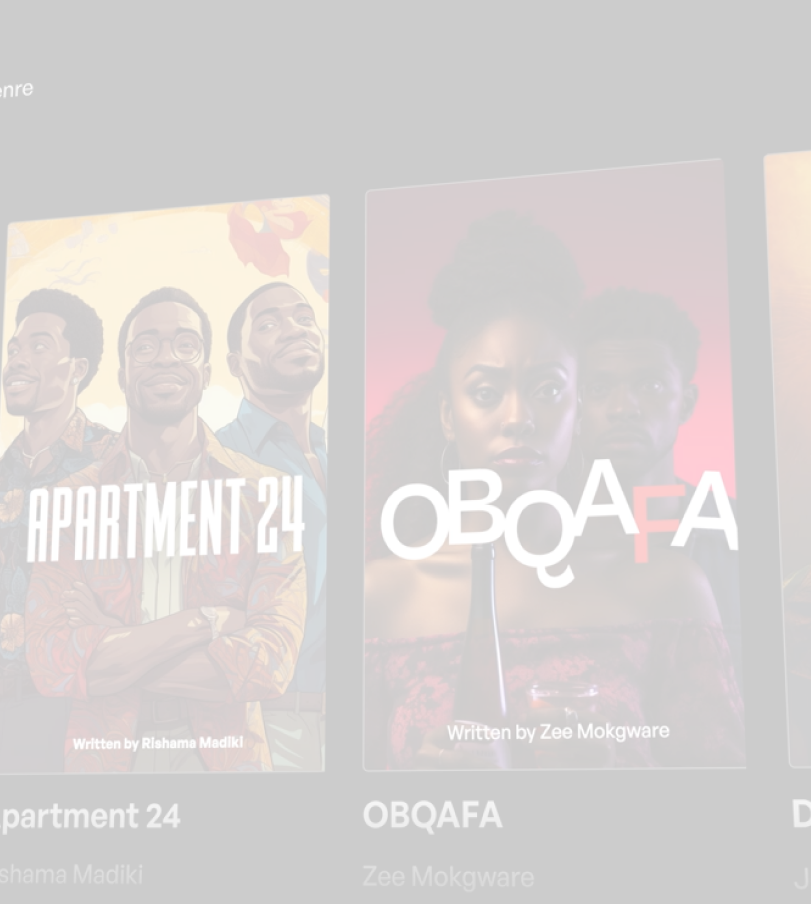 enre
APARTMENT 24
Written by Rishama Madiki
partment 24
shama Madiki
OBQAFA
Written by Zee Mokgware
OBQAFA
Zee Mokgware
D
J